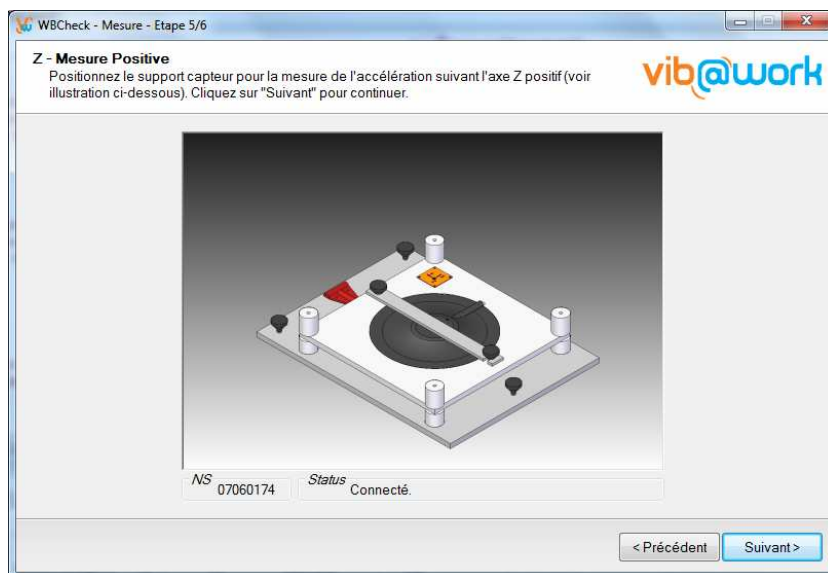 WBCheck - Mesure - Etape 5/6
Z - Mesure Positive
Positionnez le support capteur pour la mesure de l'accélération suivant l'axe Z positif (voir
illustration ci-dessous). Cliquez sur "Suivant" pour continuer.
vib@work
NS
07060174
Status
Connecté.
< Précédent
Suivant >